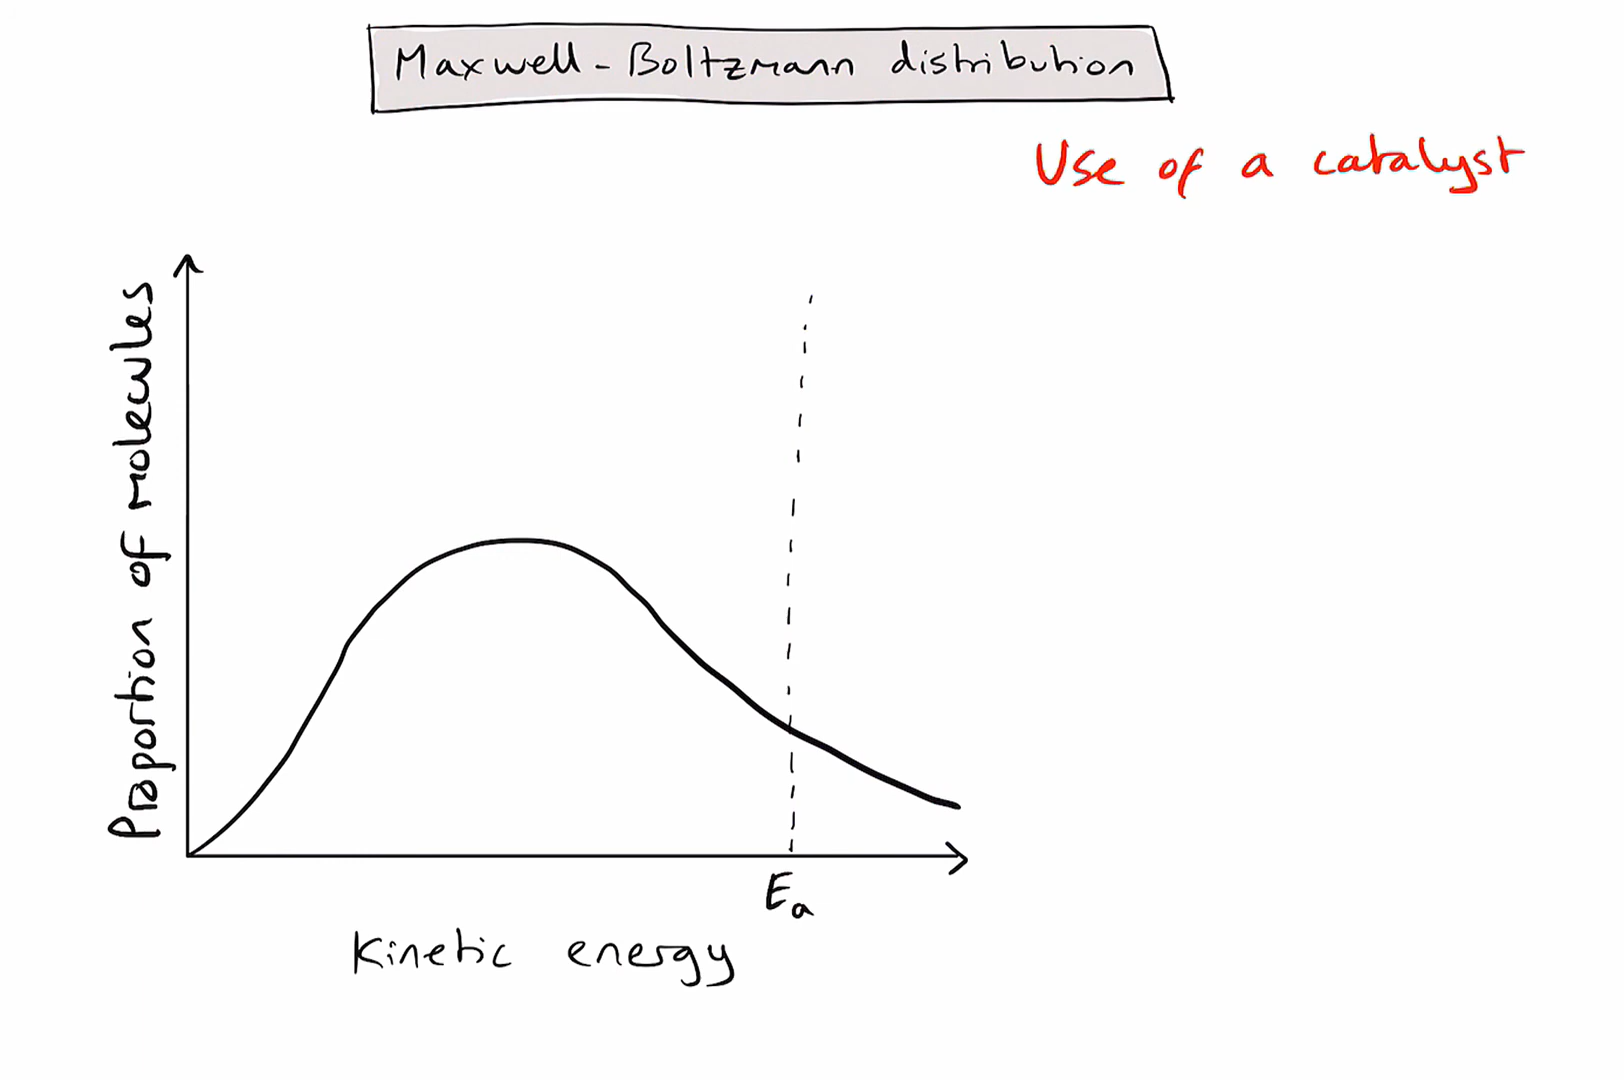 Maxwell-Boltzmann distribution
Use of a catalyst
Proportion of molecules
Ea
Kinetic energy